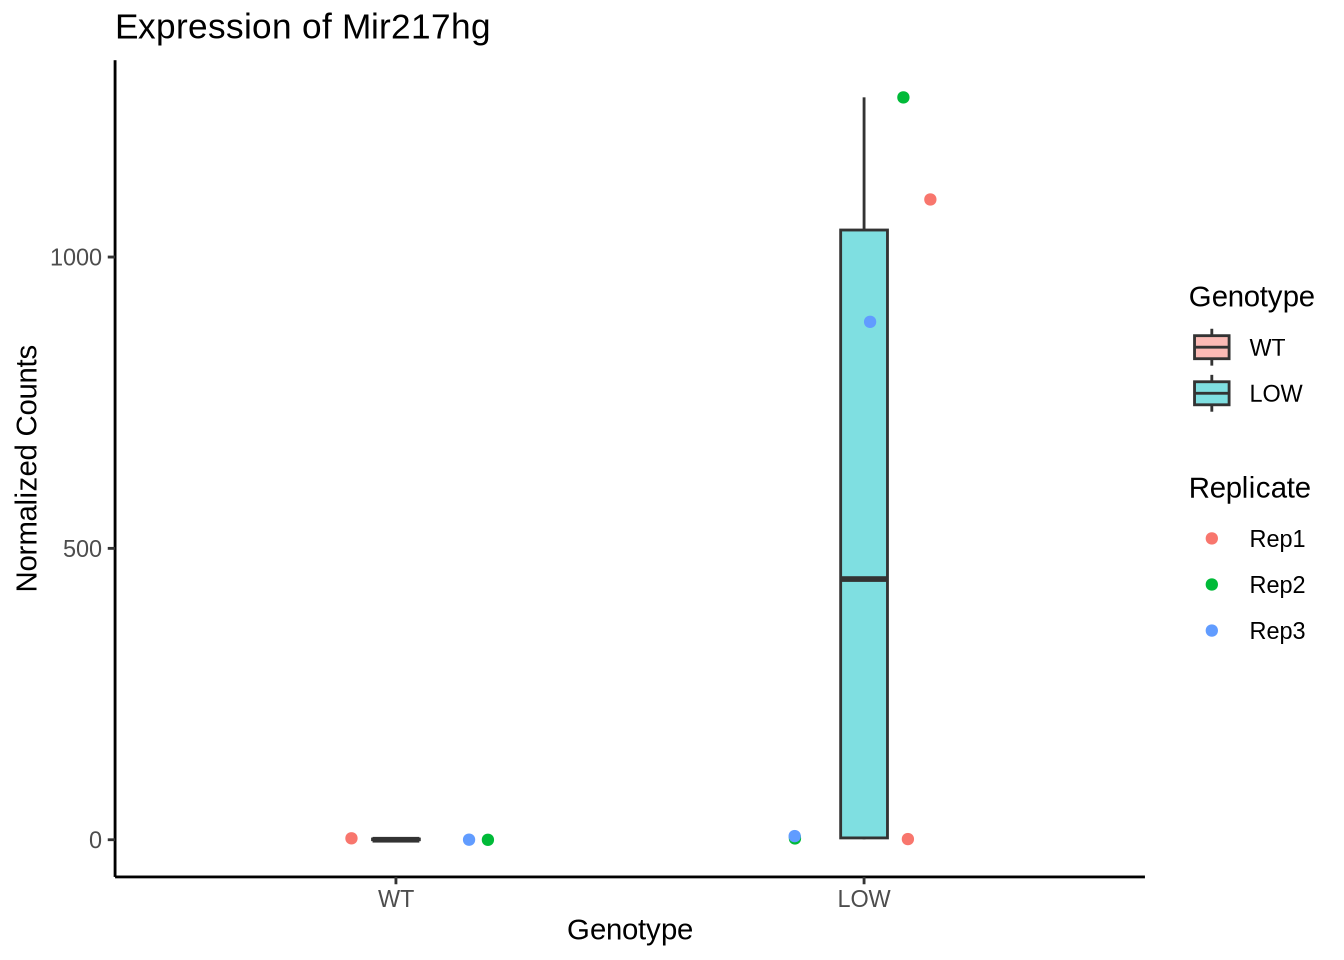 Expression of Mir217hg
Normalized Counts
1000
500
0
WT
LOW
Genotype
Genotype
WT
LOW
Replicate
Rep1
Rep2
Rep3